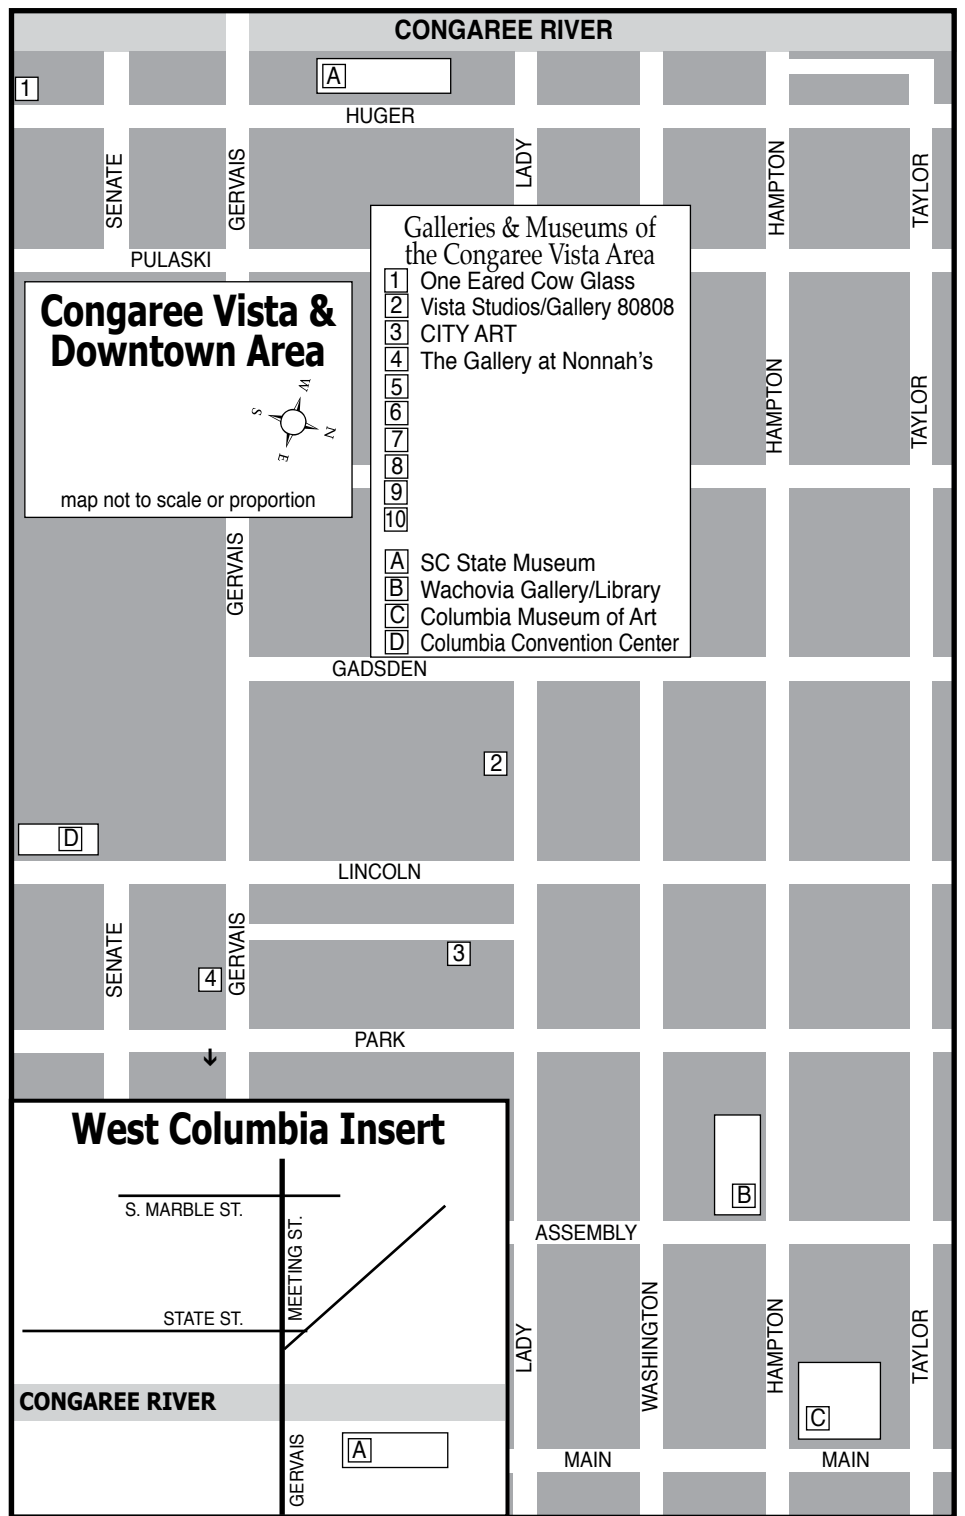 CONGAREE RIVER
1
A
HUGER
SENATE
GERVAIS
LADY
HAMPTON
TAYLOR
PULASKI
Galleries & Museums of
the Congaree Vista Area
1 One Eared Cow Glass
2 Vista Studios/Gallery 80808
3 CITY ART
4 The Gallery at Nonnah's
5
6
7
8
9
10
A SC State Museum
B Wachovia Gallery/Library
C Columbia Museum of Art
D Columbia Convention Center
Congaree Vista &
Downtown Area
W
S
N
E
map not to scale or proportion
HAMPTON
TAYLOR
GERVAIS
GADSDEN
2
D
LINCOLN
SENATE
GERVAIS
3
4
PARK
West Columbia Insert
S. MARBLE ST.
MEETING ST.
STATE ST.
CONGAREE RIVER
GERVAIS
A
B
ASSEMBLY
LADY
WASHINGTON
HAMPTON
TAYLOR
C
MAIN
MAIN